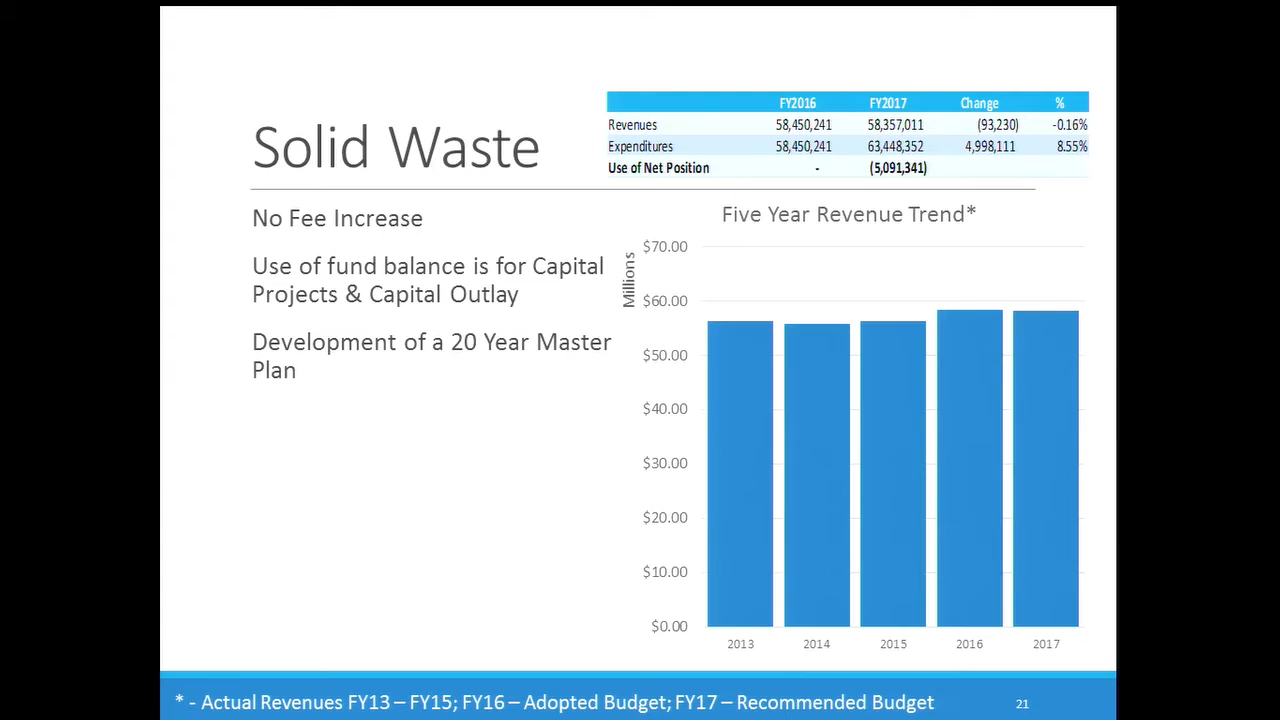 Solid Waste
FY2016 FY2017 Change %
Revenues 58,450,241 58,357,011 (93,230) -0.16%
Expenditures 58,450,241 63,448,352 4,998,111 8.55%
Use of Net Position - (5,091,341)
No Fee Increase
Use of fund balance is for Capital
Projects & Capital Outlay
Development of a 20 Year Master
Plan
Five Year Revenue Trend*
Millions
$70.00
$60.00
$50.00
$40.00
$30.00
$20.00
$10.00
$0.00
2013 2014 2015 2016 2017
* - Actual Revenues FY13 – FY15; FY16 – Adopted Budget; FY17 – Recommended Budget
21